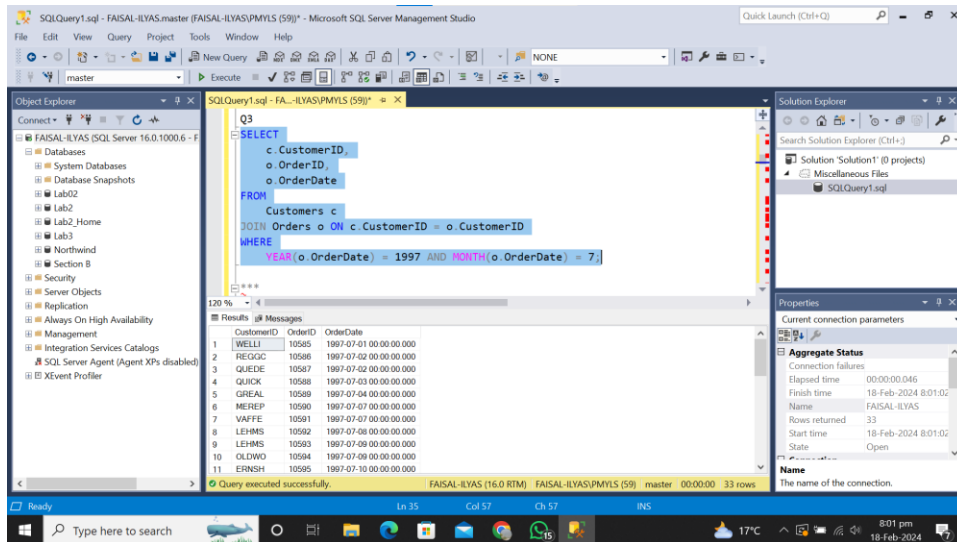 SQLQuery1.sql - FAISAL-ILYAS.master (FAISAL-ILYAS\PMYLS (59))* - Microsoft SQL Server Management Studio
Quick Launch (Ctrl+Q)
File Edit View Query Project Tools Window Help
New Query
NONE
master
Execute
Object Explorer
SQLQuery1.sql - FA...-ILYAS\PMYLS (59))*
Solution Explorer
Connect
Search Solution Explorer (Ctrl+;)
FAISAL-ILYAS (SQL Server 16.0.1000.6 - F
Databases
System Databases
Database Snapshots
Lab02
Lab2
Lab2_Home
Lab3
Northwind
Section B
Security
Server Objects
Replication
Always On High Availability
Management
Integration Services Catalogs
SQL Server Agent (Agent XPs disabled)
XEvent Profiler
Q3
SELECT
c.CustomerID,
o.OrderID,
o.OrderDate
FROM
Customers c
JOIN Orders o ON c.CustomerID = o.CustomerID
WHERE
YEAR(o.OrderDate) = 1997 AND MONTH(o.OrderDate) = 7;
***
120 %
Results Messages
CustomerID OrderID OrderDate
1 WELLI 10585 1997-07-01 00:00:00.000
2 REGGC 10586 1997-07-02 00:00:00.000
3 QUEDE 10587 1997-07-02 00:00:00.000
4 QUICK 10588 1997-07-03 00:00:00.000
5 GREAL 10589 1997-07-04 00:00:00.000
6 MEREP 10590 1997-07-07 00:00:00.000
7 VAFFE 10591 1997-07-07 00:00:00.000
8 LEHMS 10592 1997-07-08 00:00:00.000
9 LEHMS 10593 1997-07-09 00:00:00.000
10 OLDWO 10594 1997-07-09 00:00:00.000
11 ERNSH 10595 1997-07-10 00:00:00.000
Query executed successfully.
FAISAL-ILYAS (16.0 RTM) FAISAL-ILYAS\PMYLS (59) master 00:00:00 33 rows
Solution 'Solution1' (0 projects)
Miscellaneous Files
SQLQuery1.sql
Properties
Current connection parameters
Aggregate Status
Connection failures
Elapsed time 00:00:00.046
Finish time 18-Feb-2024 8:01:02
Name FAISAL-ILYAS
Rows returned 33
Start time 18-Feb-2024 8:01:02
State Open
Name
The name of the connection.
Ready
Ln 35 Col 57 Ch 57 INS
Type here to search
15
17°C
8:01 pm
18-Feb-2024
7